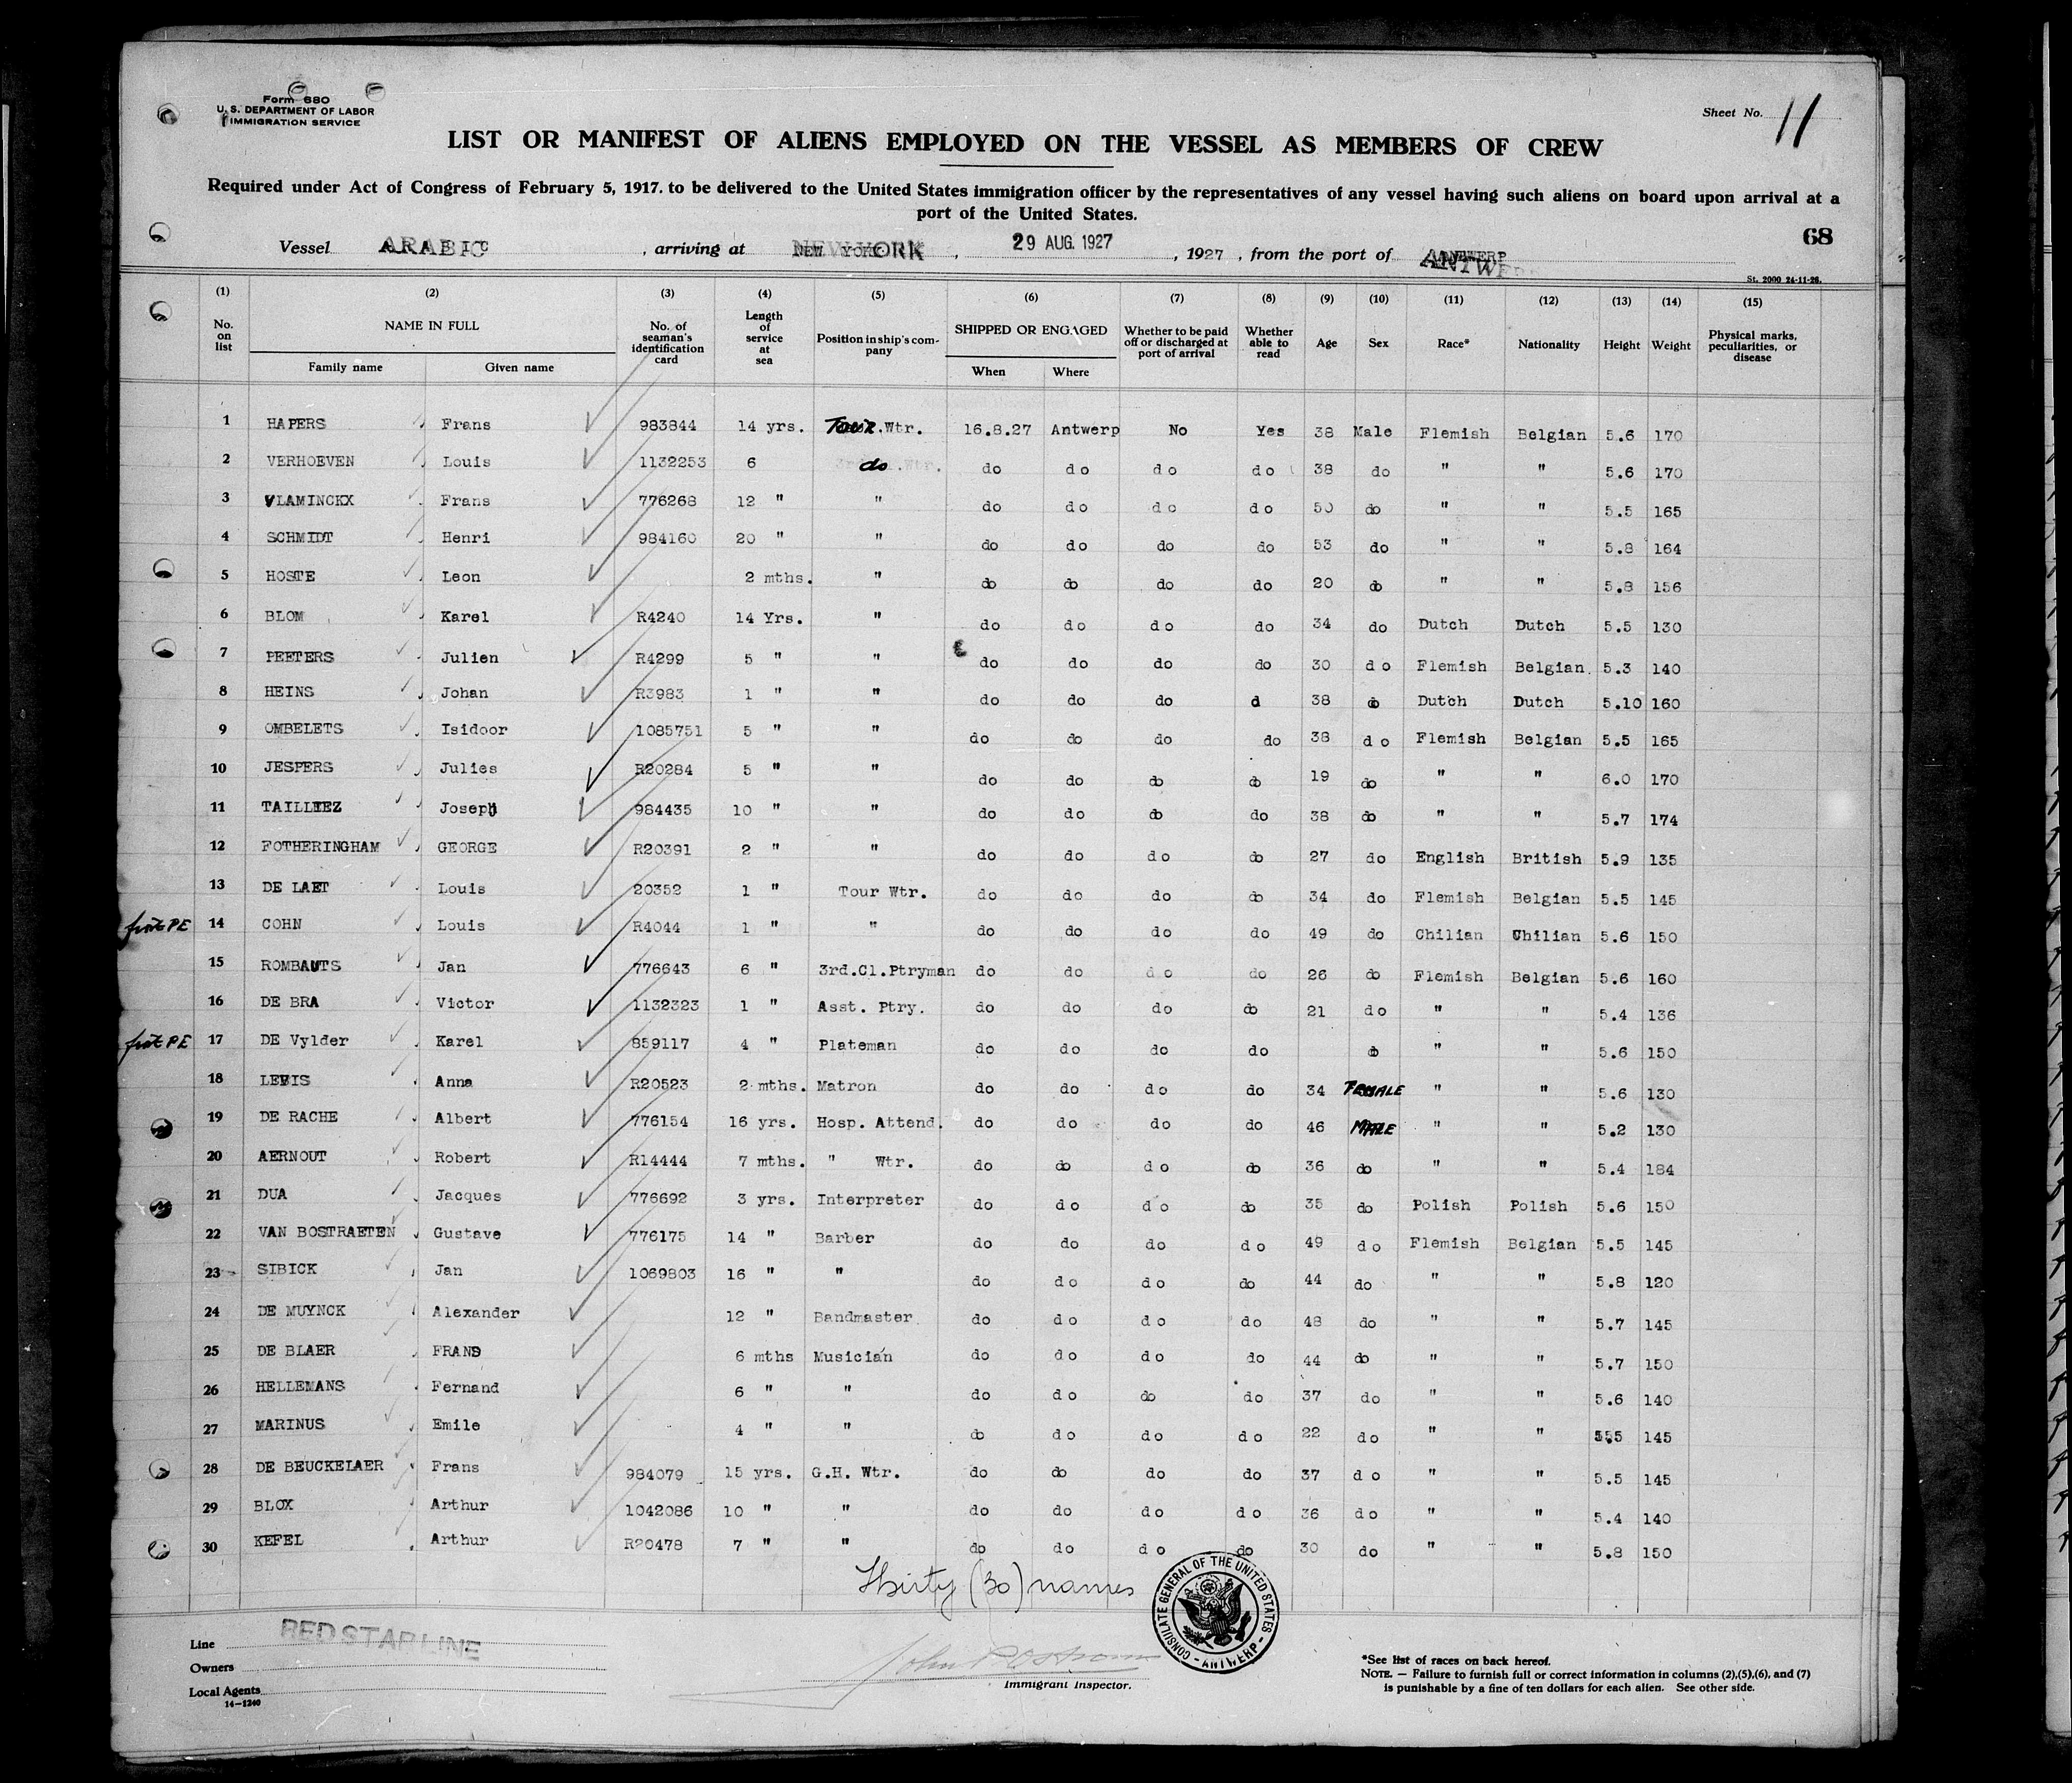 Form 680
U. S. DEPARTMENT OF LABOR
IMMIGRATION SERVICE
Sheet No. 11
LIST OR MANIFEST OF ALIENS EMPLOYED ON THE VESSEL AS MEMBERS OF CREW
Required under Act of Congress of February 5, 1917. to be delivered to the United States immigration officer by the representatives of any vessel having such aliens on board upon arrival at a
port of the United States.
68
Vessel ARABIC , arriving at NEW YORK , 29 AUG. 1927 , 1927 , from the port of ANTWERP
St. 2000 24-11-26.
(1) (2) (3) (4) (5) (6) (7) (8) (9) (10) (11) (12) (13) (14) (15)
No. on list NAME IN FULL Family name Given name No. of seaman's identification card Length of service at sea Position in ship's company SHIPPED OR ENGAGED When Where Whether to be paid off or discharged at port of arrival Whether able to read Age Sex Race* Nationality Height Weight Physical marks, peculiarities, or disease
1 HAPERS Frans 983844 14 yrs. TOUR.Wtr. 16.8.27 Antwerp No Yes 38 Male Flemish Belgian 5.6 170
2 VERHOEVEN Louis 1132253 6 do do do do do 38 do " " 5.6 170
3 VLAMINCKX Frans 776268 12 " " do do do do 50 do " " 5.5 165
4 SCHMIDT Henri 984160 20 " " do do do do 53 do " " 5.8 164
5 HOSTE Leon 2 mths. " do do do do 20 do " " 5.8 156
6 BLOM Karel R4240 14 Yrs. " do do do do 34 do Dutch Dutch 5.5 130
7 PEETERS Julien R4299 5 " " do do do do 30 do Flemish Belgian. 5.3 140
8 HEINS Johan R3983 1 " " do do do d 38 do Dutch Dutch 5.10 160
9 OMBELETS Isidoor 1085751 5 " " do do do do 38 do Flemish Belgian 5.5 165
10 JESPERS Julies R20284 5 " " do do do do 19 do " " 6.0 170
11 TAILLIEZ Joseph 984435 10 " " do do do do 38 do " " 5.7 174
12 FOTHERINGHAM GEORGE R20391 2 " " do do do do 27 do English British 5.9 135
13 DE LAET Louis 20352 1 " Tour Wtr. do do do do 34 do Flemish Belgian 5.5 145
14 COHN Louis R4044 1 " " do do do do 49 do Chilian Chilian 5.6 150
15 ROMBAUTS Jan 776643 6 " 3rd.Cl.Ptryman do do do do 26 do Flemish Belgian 5.6 160
16 DE BRA Victor 1132323 1 " Asst. Ptry. do do do do 21 do " " 5.4 136
17 DE Vylder Karel 859117 4 " Plateman do do do do do " " 5.6 150
18 Anna R20523 2 mths. Matron do do do do 34 FEMALE " " 5.6 130
19 DE RACHE Albert 776154 16 yrs. Hosp. Attend. do do do do 46 MALE " " 5.2 130
20 AERNOUT Robert R14444 7 mths. " Wtr. do do do do 36 do " " 5.4 184
21 DUA Jacques 776692 3 yrs. Interpreter do do do do 35 do Polish Polish 5.6 150
22 VAN BOSTRAETEN Gustave 776175 14 " Barber do do do do 49 do Flemish Belgian 5.5 145
23 SIBICK Jan 1069803 16 " " do do do do 44 do " " 5.8 120
24 DE MUYNCK Alexander 12 " Bandmaster do do do do 48 do " " 5.7 145
25 DE BLAER FRANS 6 mths Musician do do do do 44 do " " 5.7 150
26 HELLEMANS Fernand 6 " " do do do do 37 do " " 5.6 140
27 MARINUS Emile 4 " " do do do do 22 do " " 5.5 145
28 DE BEUCKELAER Frans 984079 15 yrs. G.H. Wtr. do do do do 37 do " " 5.5 145
29 BLOX Arthur 1042086 10 " " do do do do 36 do " " 5.4 140
30 KEFEL Arthur R20478 7 " " do do do do 30 do " " 5.8 150
Thirty (30) names
CONSULATE GENERAL OF THE UNITED STATES - ANTWERP -
Line RED STAR LINE
Owners
Local Agents
14-1240
Immigrant Inspector.
*See list of races on back hereof.
NOTE. — Failure to furnish full or correct information in columns (2),(5),(6), and (7)
is punishable by a fine of ten dollars for each alien. See other side.